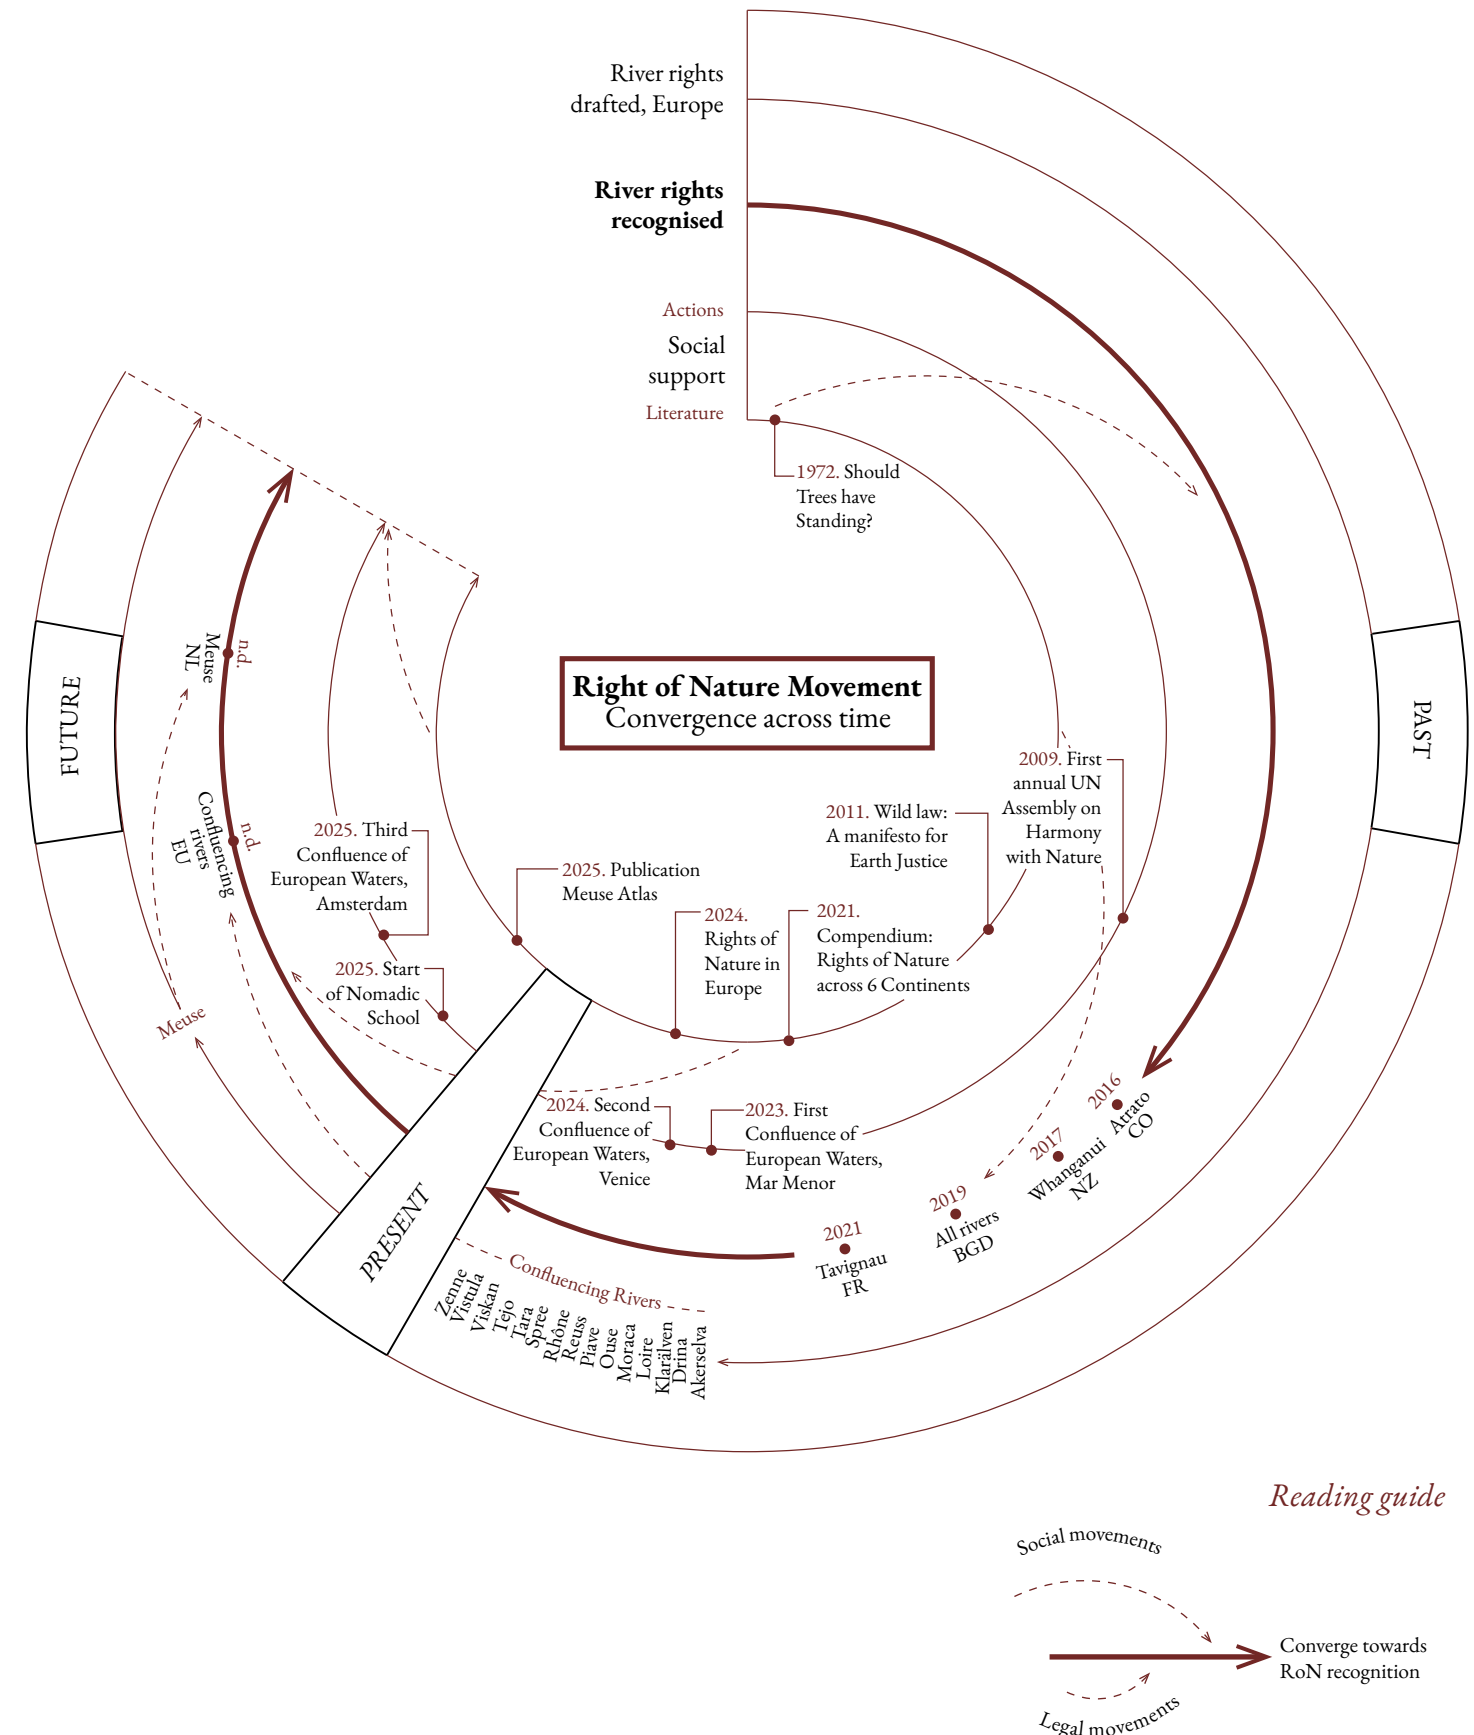 River rights
drafted, Europe
River rights
recognised
Actions
Social
support
Literature
1972. Should
Trees have
Standing?
Right of Nature Movement
Convergence across time
PAST
2009. First
annual UN
Assembly on
Harmony
with Nature
2011. Wild law:
A manifesto for
Earth Justice
2021.
Compendium:
Rights of Nature
across 6 Continents
2024.
Rights of
Nature in
Europe
2025. Publication
Meuse Atlas
2016
Atrato
CO
2017
Whanganui
NZ
2019
All rivers
BGD
2021
Tavignau
FR
2023. First
Confluence of
European Waters,
Mar Menor
2024. Second
Confluence of
European Waters,
Venice
Confluencing Rivers
Zenne
Vistula
Viskan
Tejo
Tara
Spree
Rhône
Reuss
Piave
Ouse
Moraca
Loire
Klarälven
Drina
Akerselva
PRESENT
2025. Start
of Nomadic
School
2025. Third
Confluence of
European Waters,
Amsterdam
Meuse
n.d.
Confluencing
rivers
EU
n.d.
Meuse
NL
FUTURE
Reading guide
Social movements
Converge towards
RoN recognition
Legal movements